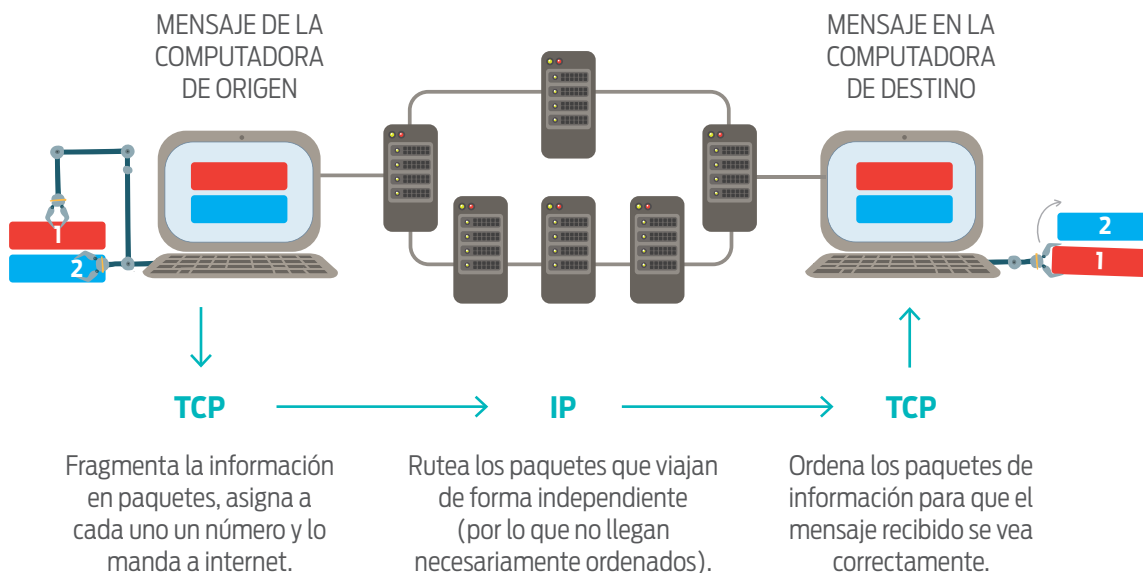 MENSAJE DE LA
COMPUTADORA
DE ORIGEN
MENSAJE EN LA
COMPUTADORA
DE DESTINO
1
2
2
1
TCP
IP
TCP
Fragmenta la información
en paquetes, asigna a
cada uno un número y lo
manda a internet.
Rutea los paquetes que viajan
de forma independiente
(por lo que no llegan
necesariamente ordenados).
Ordena los paquetes de
información para que el
mensaje recibido se vea
correctamente.